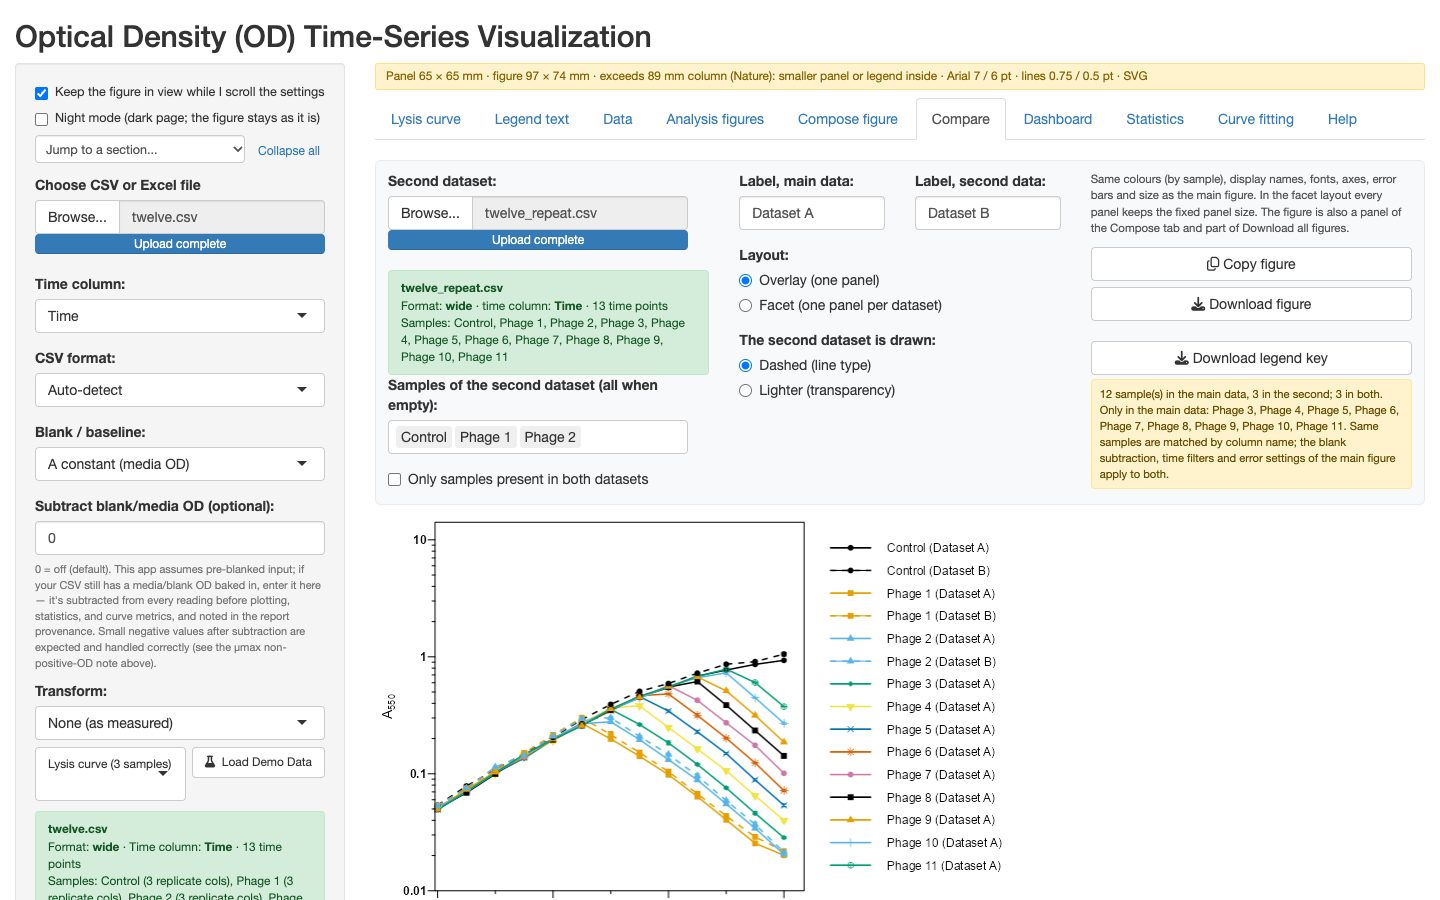 Optical Density (OD) Time-Series Visualization
Keep the figure in view while I scroll the settings
Night mode (dark page; the figure stays as it is)
Jump to a section...
Collapse all
Choose CSV or Excel file
Browse...
twelve.csv
Upload complete
Time column:
Time
CSV format:
Auto-detect
Blank / baseline:
A constant (media OD)
Subtract blank/media OD (optional):
0
0 = off (default). This app assumes pre-blanked input; if
your CSV still has a media/blank OD baked in, enter it here
— it's subtracted from every reading before plotting,
statistics, and curve metrics, and noted in the report
provenance. Small negative values after subtraction are
expected and handled correctly (see the µmax non-
positive-OD note above).
Transform:
None (as measured)
Lysis curve (3 samples)
Load Demo Data
twelve.csv
Format: wide · Time column: Time · 13 time
points
Samples: Control (3 replicate cols), Phage 1 (3
replicate cols), Phage 2 (3 replicate cols), Phage
Panel 65 × 65 mm · figure 97 × 74 mm · exceeds 89 mm column (Nature): smaller panel or legend inside · Arial 7 / 6 pt · lines 0.75 / 0.5 pt · SVG
Lysis curve
Legend text
Data
Analysis figures
Compose figure
Compare
Dashboard
Statistics
Curve fitting
Help
Second dataset:
Browse...
twelve_repeat.csv
Upload complete
twelve_repeat.csv
Format: wide · time column: Time · 13 time points
Samples: Control, Phage 1, Phage 2, Phage 3, Phage
4, Phage 5, Phage 6, Phage 7, Phage 8, Phage 9,
Phage 10, Phage 11
Samples of the second dataset (all when
empty):
Control Phage 1 Phage 2
Only samples present in both datasets
Label, main data:
Dataset A
Label, second data:
Dataset B
Layout:
Overlay (one panel)
Facet (one panel per dataset)
The second dataset is drawn:
Dashed (line type)
Lighter (transparency)
Same colours (by sample), display names, fonts, axes, error
bars and size as the main figure. In the facet layout every
panel keeps the fixed panel size. The figure is also a panel of
the Compose tab and part of Download all figures.
Copy figure
Download figure
Download legend key
12 sample(s) in the main data, 3 in the second; 3 in both.
Only in the main data: Phage 3, Phage 4, Phage 5, Phage 6,
Phage 7, Phage 8, Phage 9, Phage 10, Phage 11. Same
samples are matched by column name; the blank
subtraction, time filters and error settings of the main figure
apply to both.
10
1
0.1
0.01
A550
Control (Dataset A)
Control (Dataset B)
Phage 1 (Dataset A)
Phage 1 (Dataset B)
Phage 2 (Dataset A)
Phage 2 (Dataset B)
Phage 3 (Dataset A)
Phage 4 (Dataset A)
Phage 5 (Dataset A)
Phage 6 (Dataset A)
Phage 7 (Dataset A)
Phage 8 (Dataset A)
Phage 9 (Dataset A)
Phage 10 (Dataset A)
Phage 11 (Dataset A)